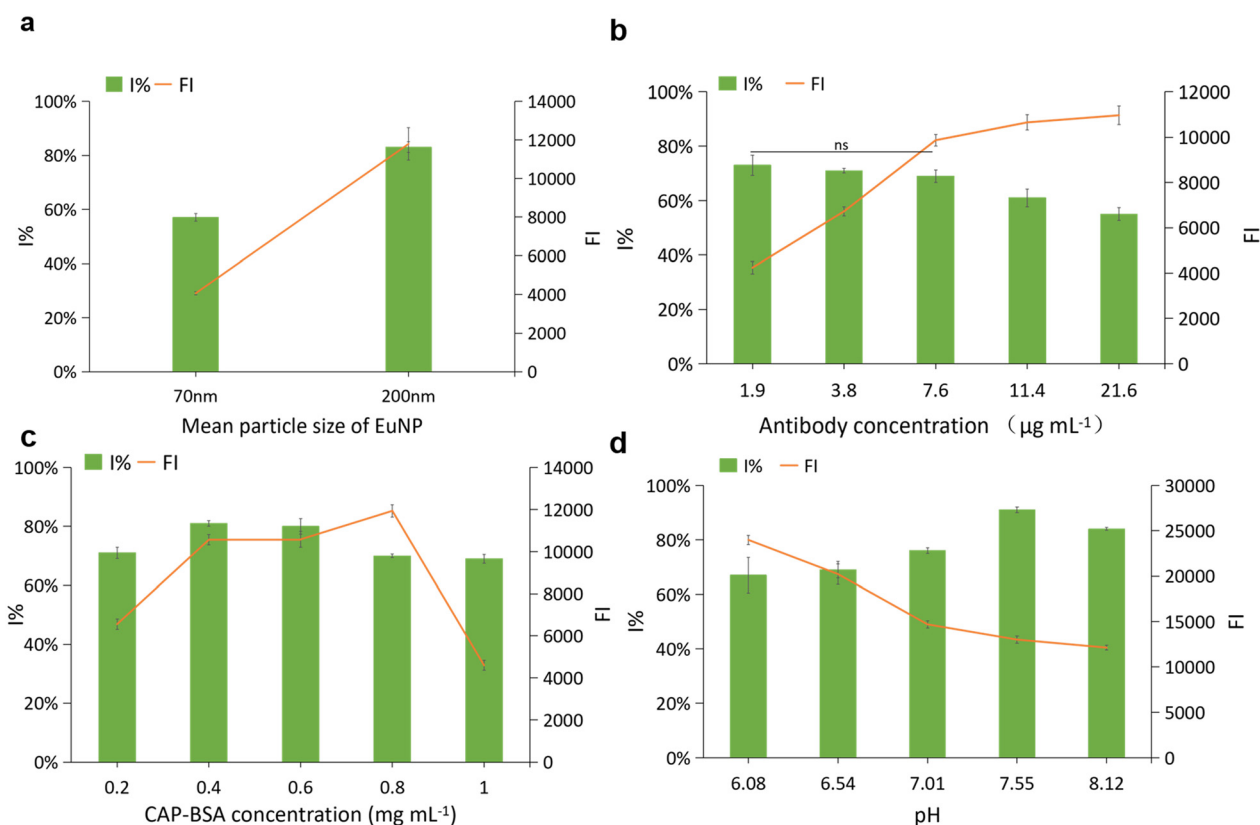 a
I% FI
100%
80%
60%
40%
20%
0%
I%
14000
12000
10000
8000
6000
4000
2000
0
FI
70nm 200nm
Mean particle size of EuNP
b
I% FI
100%
80%
60%
40%
20%
0%
I%
ns
12000
10000
8000
6000
4000
2000
0
FI
1.9 3.8 7.6 11.4 21.6
Antibody concentration （μg mL-1）
c
I% FI
100%
80%
60%
40%
20%
0%
I%
14000
12000
10000
8000
6000
4000
2000
0
FI
0.2 0.4 0.6 0.8 1
CAP-BSA concentration (mg mL-1)
d
I% FI
100%
80%
60%
40%
20%
0%
I%
30000
25000
20000
15000
10000
5000
0
FI
6.08 6.54 7.01 7.55 8.12
pH